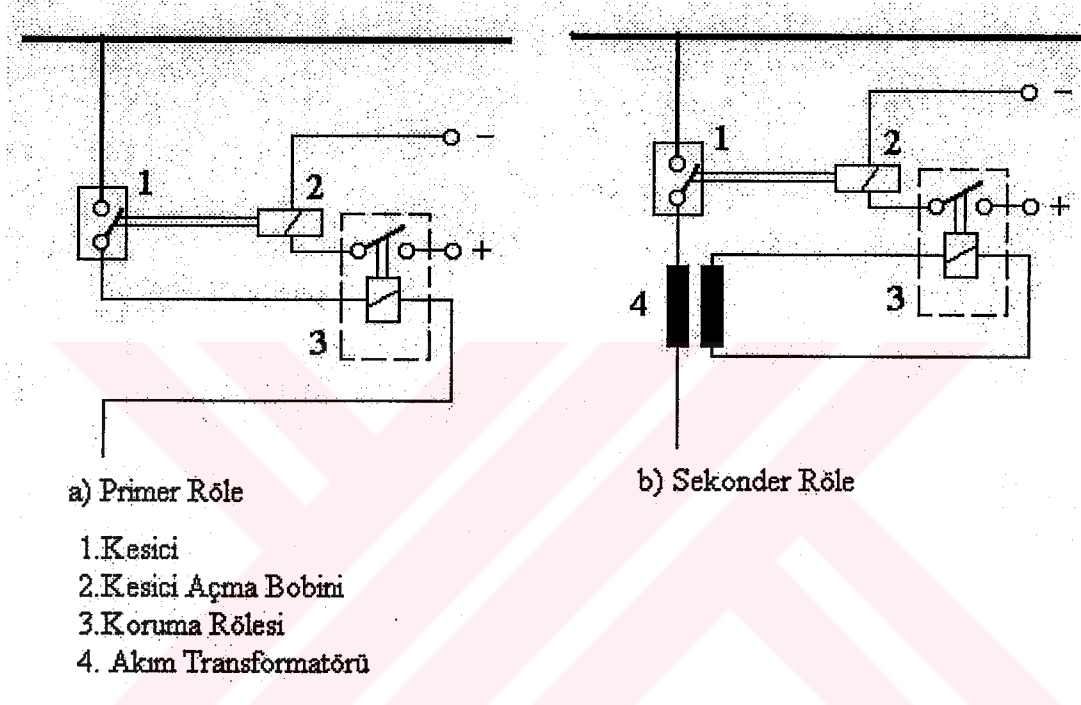 1
2
3
−
+
1
2
3
4
−
+
a) Primer Röle
b) Sekonder Röle
1.Kesici
2.Kesici Açma Bobini
3.Koruma Rölesi
4. Akım Transformatörü